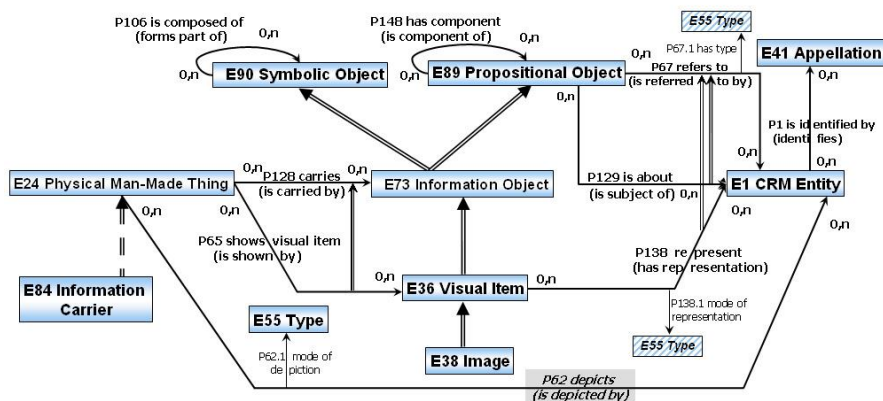 P106 is composed of
(forms part of)
0,n
0,n
E90 Symbolic Object
P148 has component
(is component of)
0,n
0,n
E89 Propositional Object
0,n
0,n
E55 Type
P67.1 has type
P67 refers to
(is referred to by)
0,n
E41 Appellation
0,n
P1 is identified by
(identifies)
0,n
E24 Physical Man-Made Thing
0,n
0,n
0,n
P128 carries
(is carried by)
0,n
E73 Information Object
P129 is about
(is subject of)
0,n
E1 CRM Entity
0,n
0,n
P65 shows visual item
(is shown by)
0,n
E36 Visual Item
0,n
P138 represent
(has representation)
E84 Information
Carrier
E55 Type
P62.1 mode of
depiction
E38 Image
P138.1 mode of
representation
E55 Type
P62 depicts
(is depicted by)